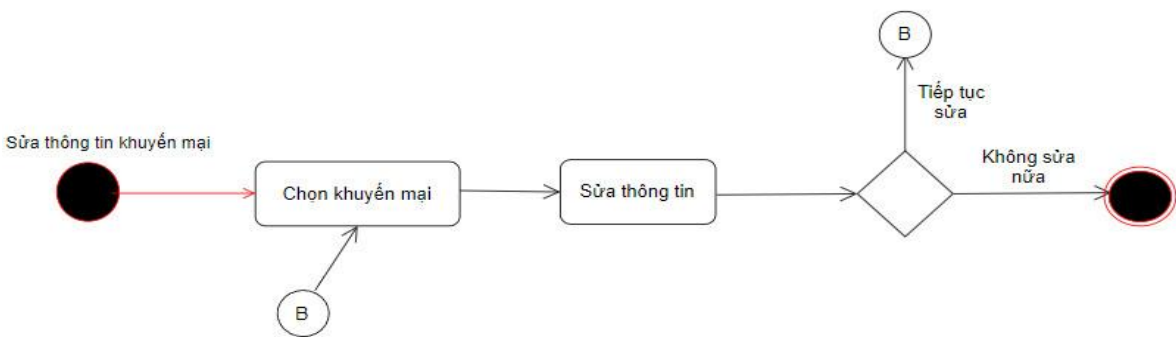 B
Tiếp tục
sửa
Sửa thông tin khuyến mại
Không sửa
nữa
Chọn khuyến mại
Sửa thông tin
B